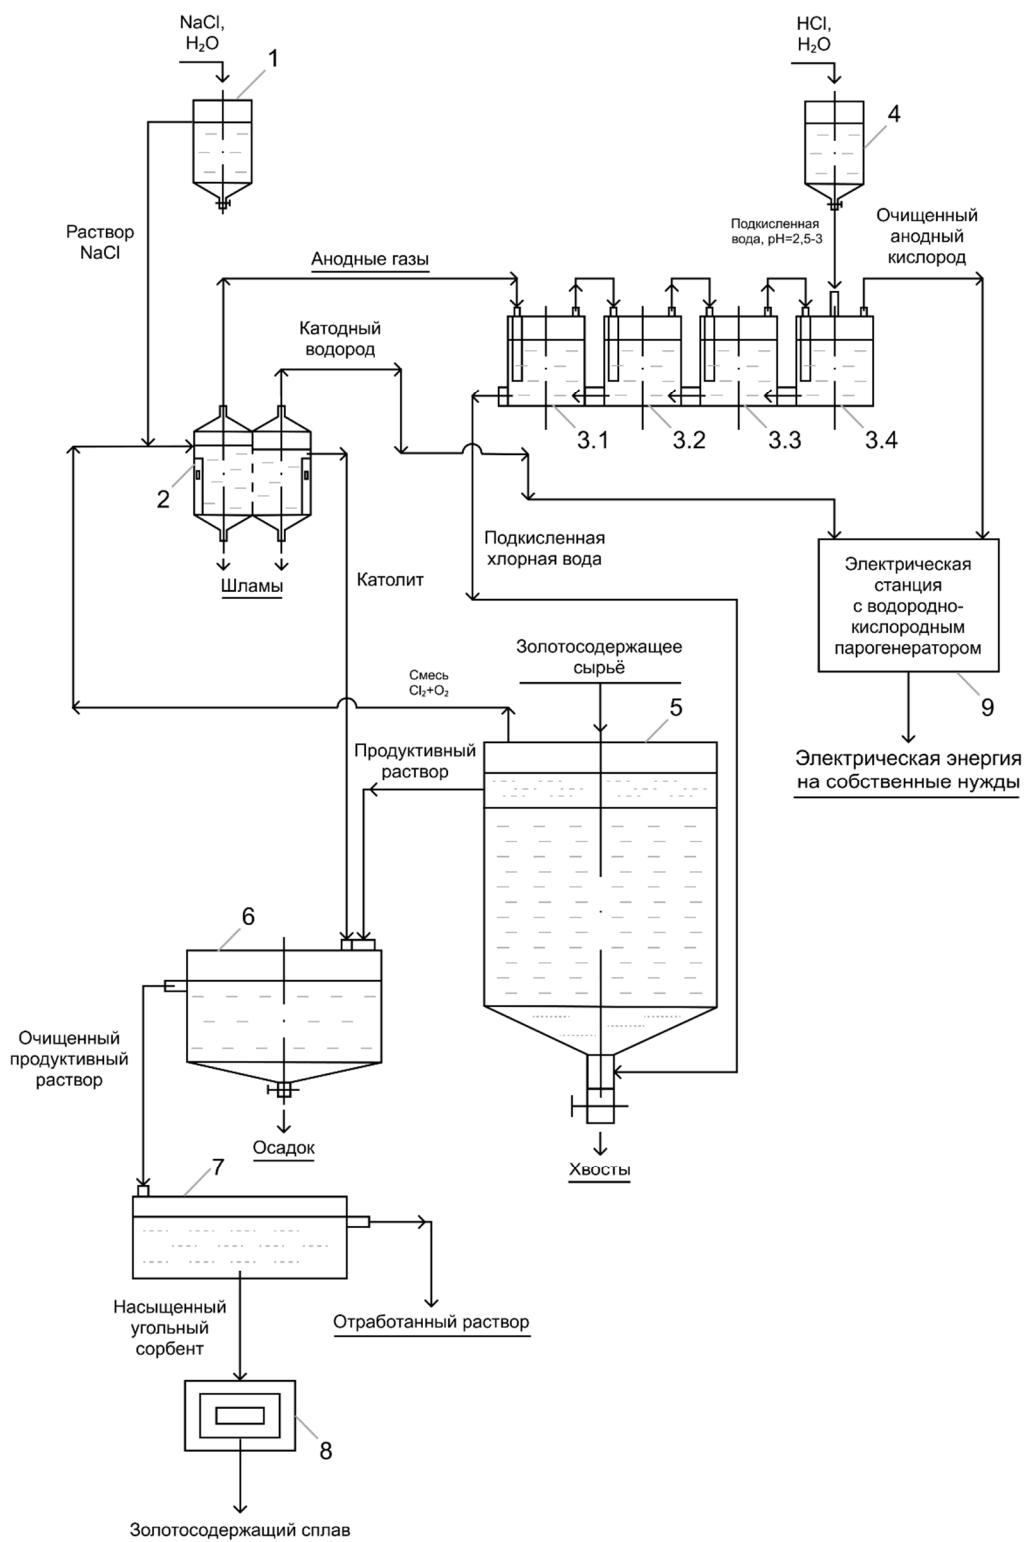 NaCl,
H₂O
1
HCl,
H₂O
4
Раствор
NaCl
Анодные газы
Подкисленная
вода, pH=2,5-3
Очищенный
анодный
кислород
Катодный
водород
3.1
3.2
3.3
3.4
2
Шламы
Католит
Подкисленная
хлорная вода
Электрическая
станция
с водородно-
кислородным
парогенератором
9
Электрическая энергия
на собственные нужды
Золотосодержащее
сырьё
Смесь
Cl₂+O₂
5
Продуктивный
раствор
6
Очищенный
продуктивный
раствор
Осадок
Хвосты
7
Насыщенный
угольный
сорбент
Отработанный раствор
8
Золотосодержащий сплав